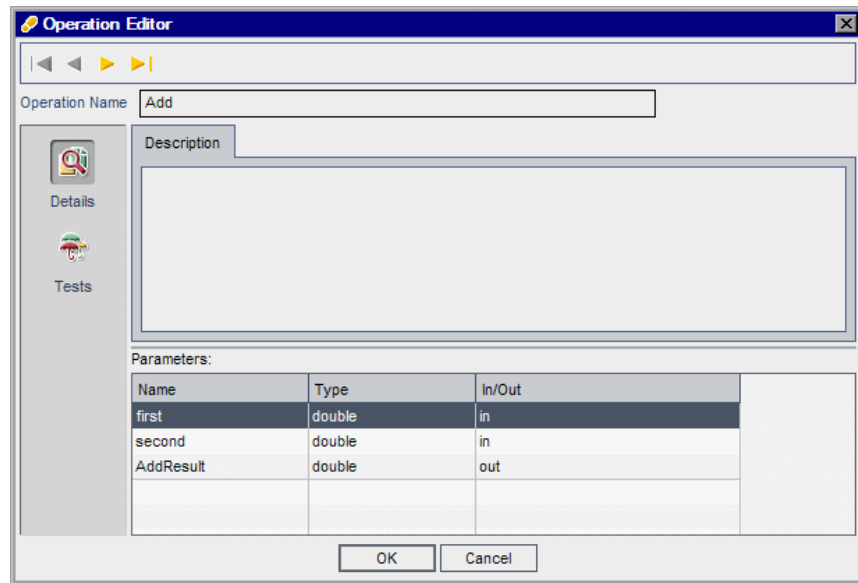 Operation Editor
Operation Name Add
Description
Details
Tests
Parameters:
Name Type In/Out
first double in
second double in
AddResult double out
OK Cancel